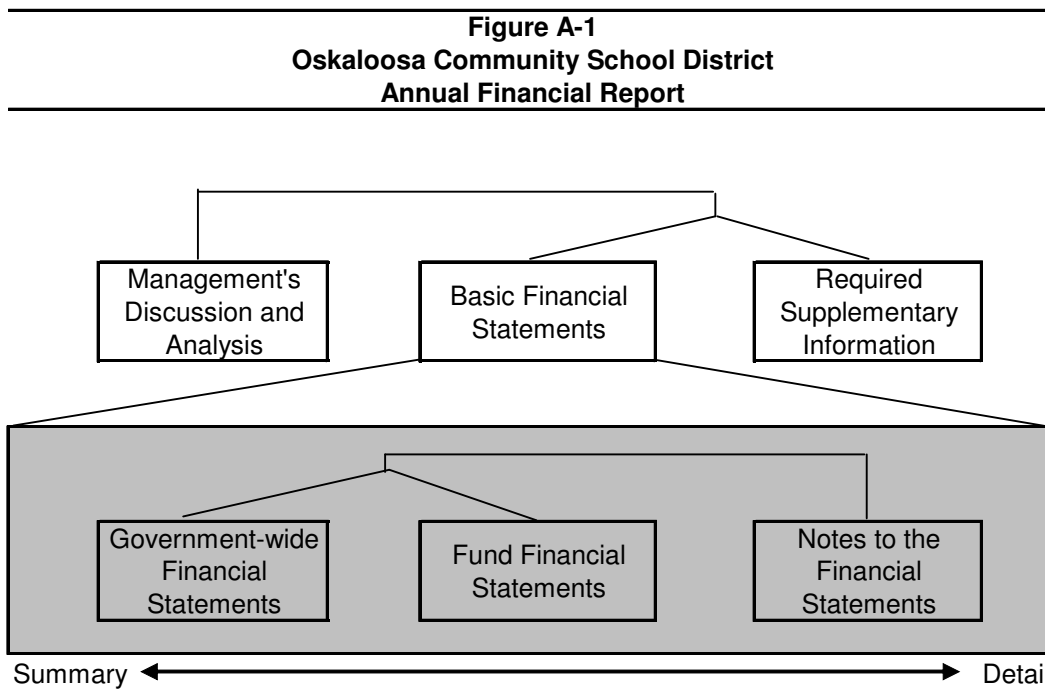 Figure A-1
Oskaloosa Community School District
Annual Financial Report
Management's
Discussion and
Analysis
Basic Financial
Statements
Required
Supplementary
Information
Government-wide
Financial
Statements
Fund Financial
Statements
Notes to the
Financial
Statements
Summary
Detai